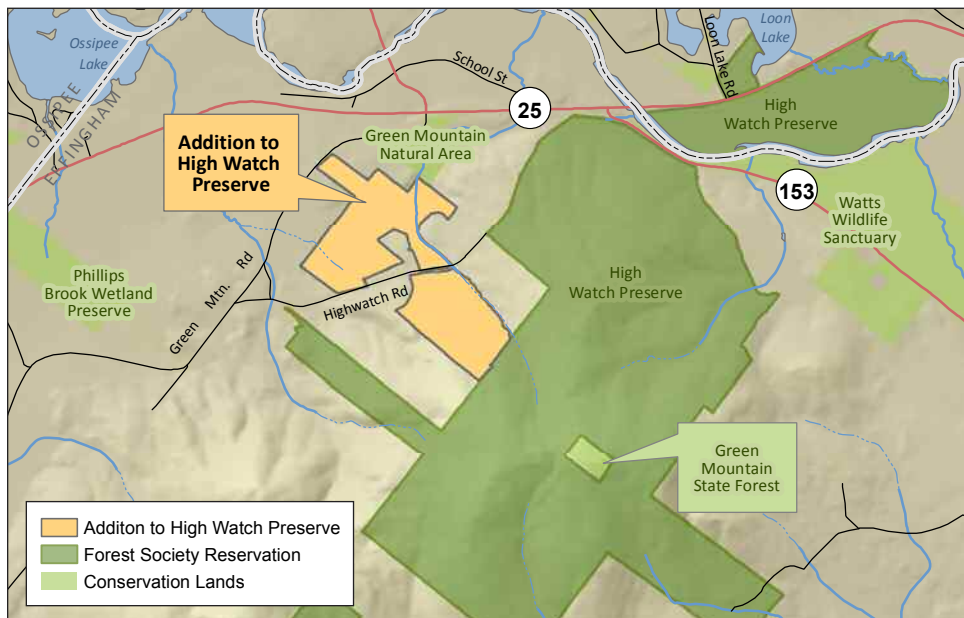 Ossipee
Lake
OSSIPEE
EFFINGHAM
School St
25
Loon Lake Rd
Loon
Lake
High
Watch Preserve
Addition to
High Watch
Preserve
Green Mountain
Natural Area
153
Watts
Wildlife
Sanctuary
Phillips
Brook Wetland
Preserve
Green Mtn. Rd
Highwatch Rd
High
Watch Preserve
Green
Mountain
State Forest
Additon to High Watch Preserve
Forest Society Reservation
Conservation Lands